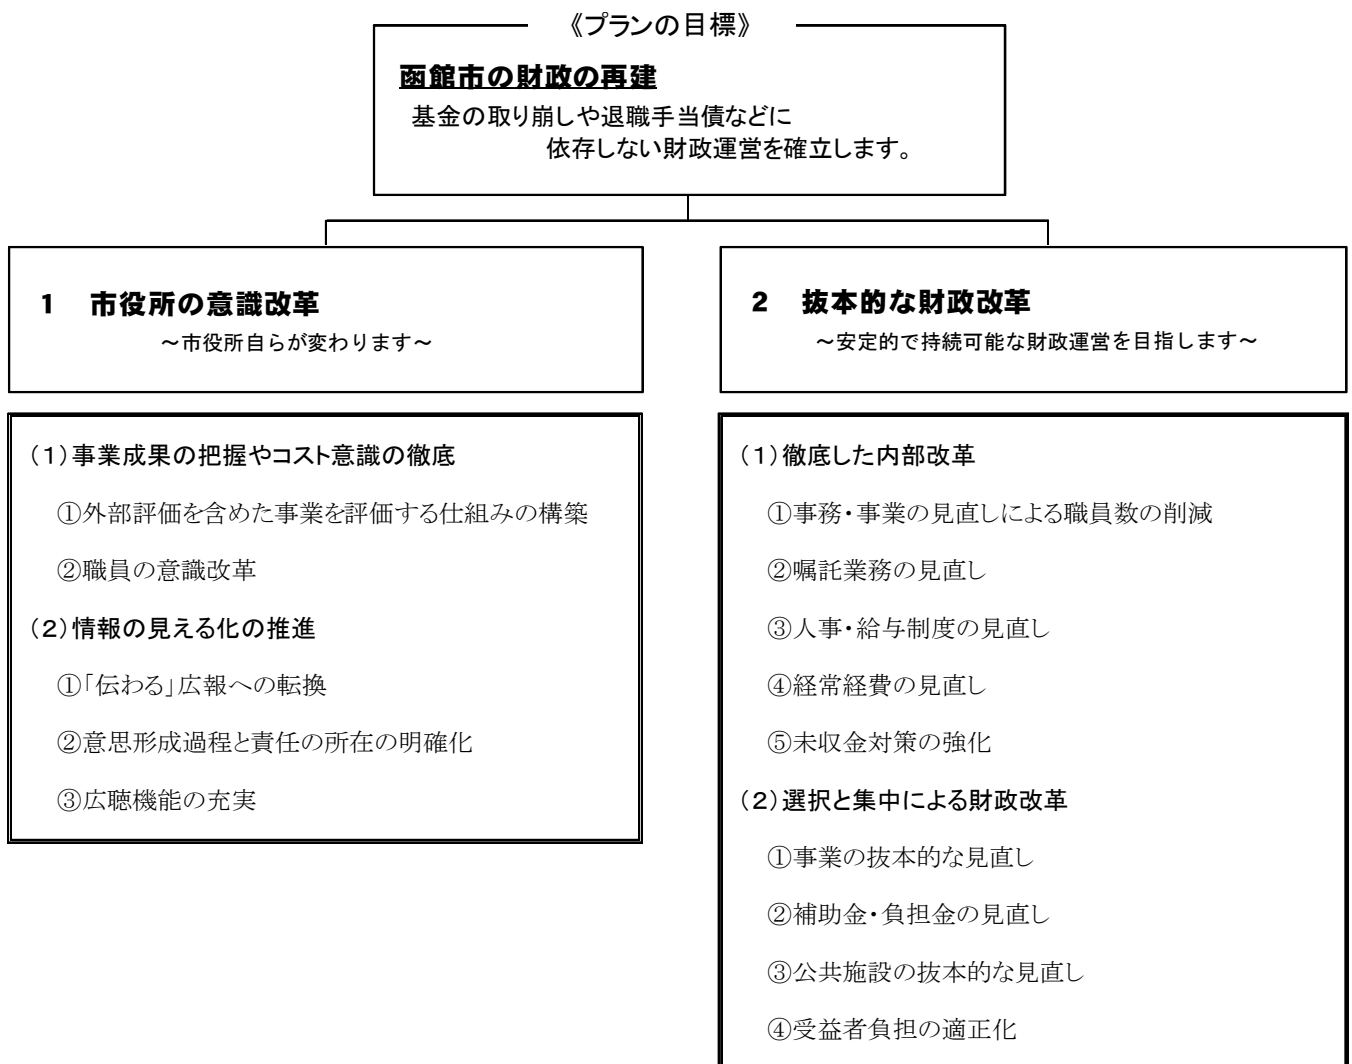 《プランの目標》
函館市の財政の再建
基金の取り崩しや退職手当債などに
依存しない財政運営を確立します。
1 市役所の意識改革
～市役所自らが変わります～
(1)事業成果の把握やコスト意識の徹底
①外部評価を含めた事業を評価する仕組みの構築
②職員の意識改革
(2)情報の見える化の推進
①「伝わる」広報への転換
②意思形成過程と責任の所在の明確化
③広聴機能の充実
2 抜本的な財政改革
～安定的で持続可能な財政運営を目指します～
(1)徹底した内部改革
①事務・事業の見直しによる職員数の削減
②嘱託業務の見直し
③人事・給与制度の見直し
④経常経費の見直し
⑤未収金対策の強化
(2)選択と集中による財政改革
①事業の抜本的な見直し
②補助金・負担金の見直し
③公共施設の抜本的な見直し
④受益者負担の適正化